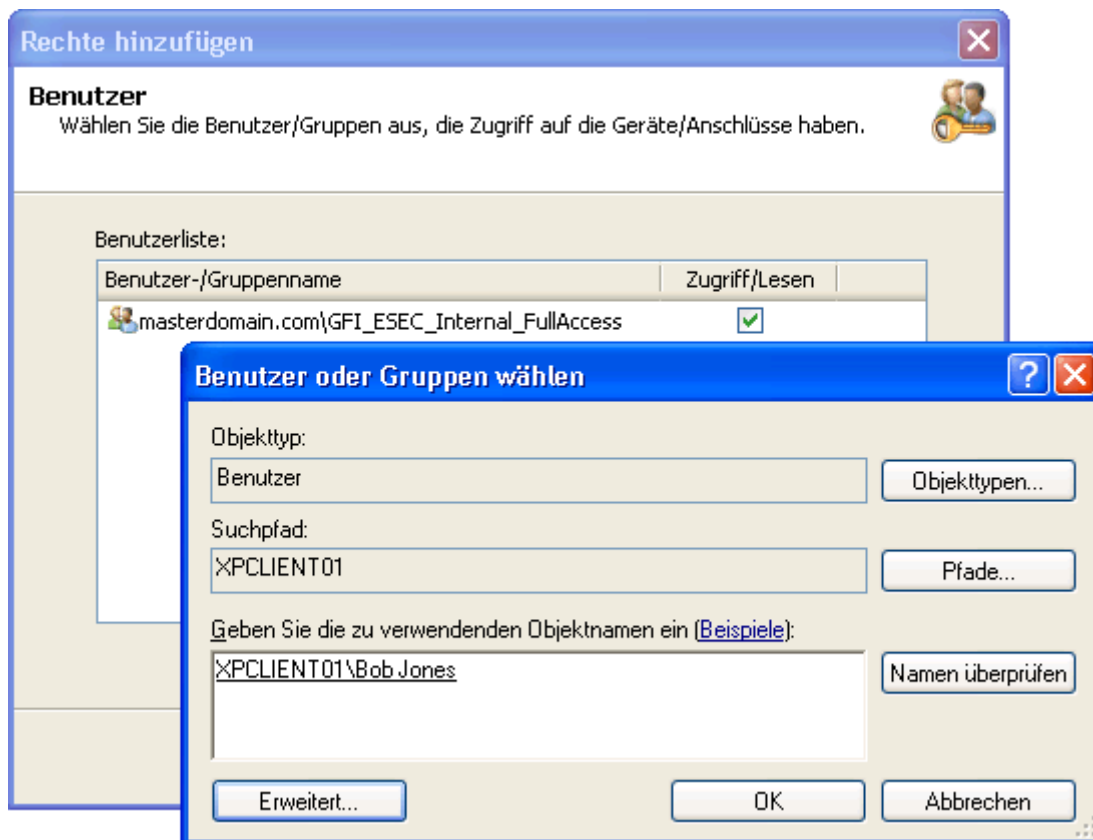 Rechte hinzufügen
Benutzer
Wählen Sie die Benutzer/Gruppen aus, die Zugriff auf die Geräte/Anschlüsse haben.
Benutzerliste:
Benutzer-/Gruppenname Zugriff/Lesen
masterdomain.com\GFI_ESEC_Internal_FullAccess
Benutzer oder Gruppen wählen
Objekttyp:
Benutzer Objekttypen...
Suchpfad:
XPCLIENT01 Pfade...
Geben Sie die zu verwendenden Objektnamen ein (Beispiele):
XPCLIENT01\Bob Jones Namen überprüfen
Erweitert... OK Abbrechen